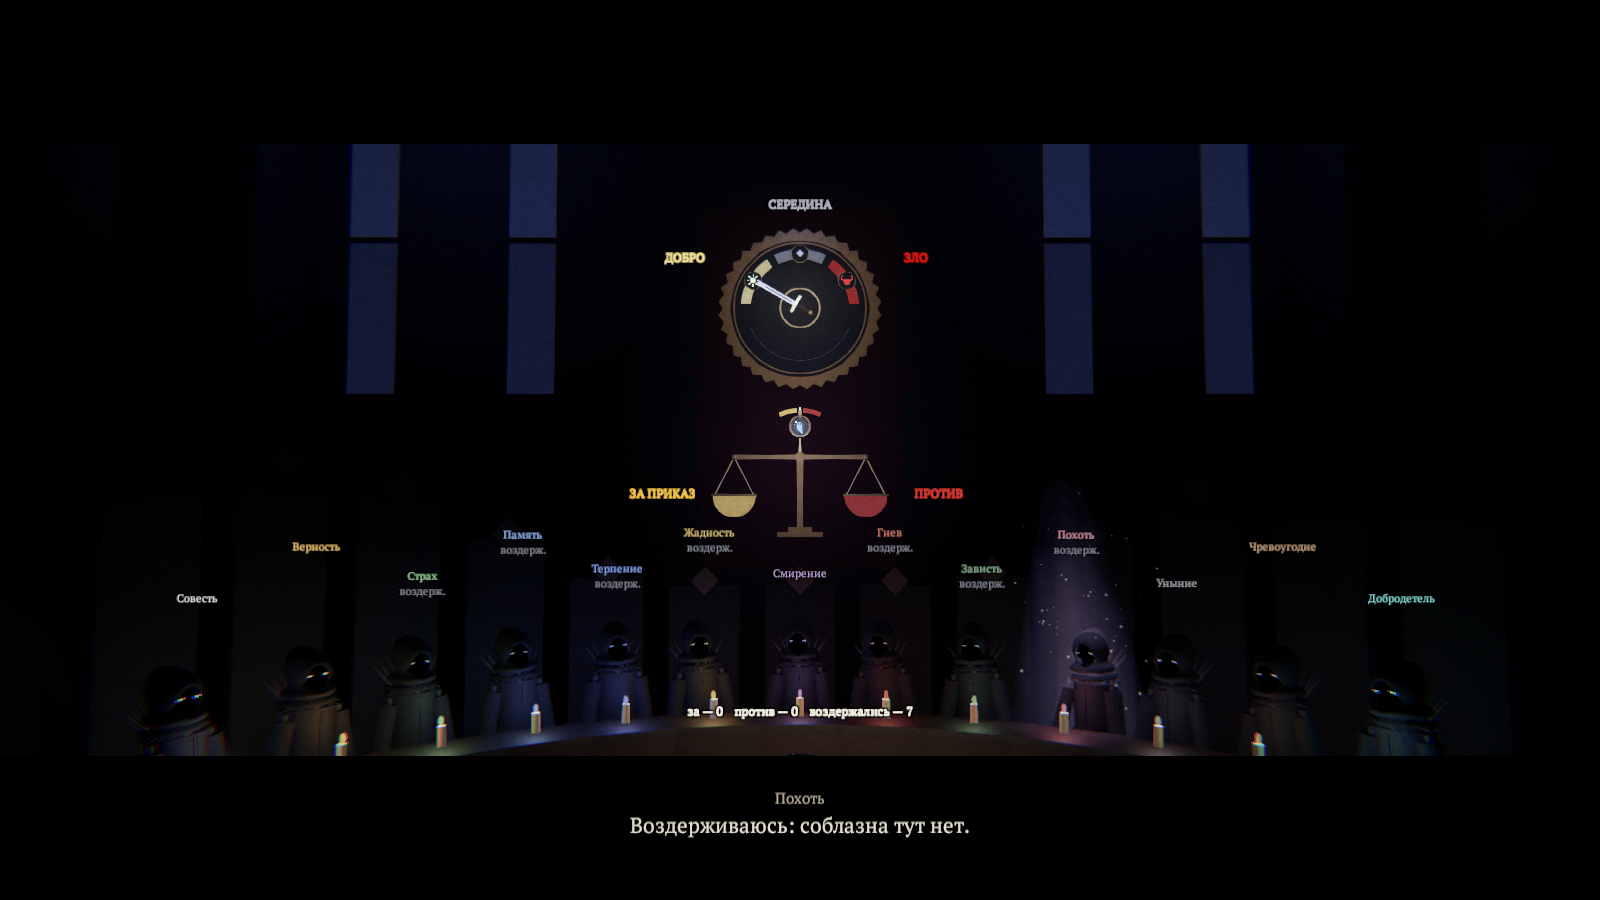 СЕРЕДИНА
ДОБРО
ЗЛО
ЗА ПРИКАЗ
ПРОТИВ
Совесть
Верность
Страх
воздерж.
Память
воздерж.
Терпение
воздерж.
Жадность
воздерж.
Смирение
Гнев
воздерж.
Зависть
воздерж.
Похоть
воздерж.
Уныние
Чревоугодие
Добродетель
за — 0 против — 0 воздержались — 7
Похоть
Воздерживаюсь: соблазна тут нет.